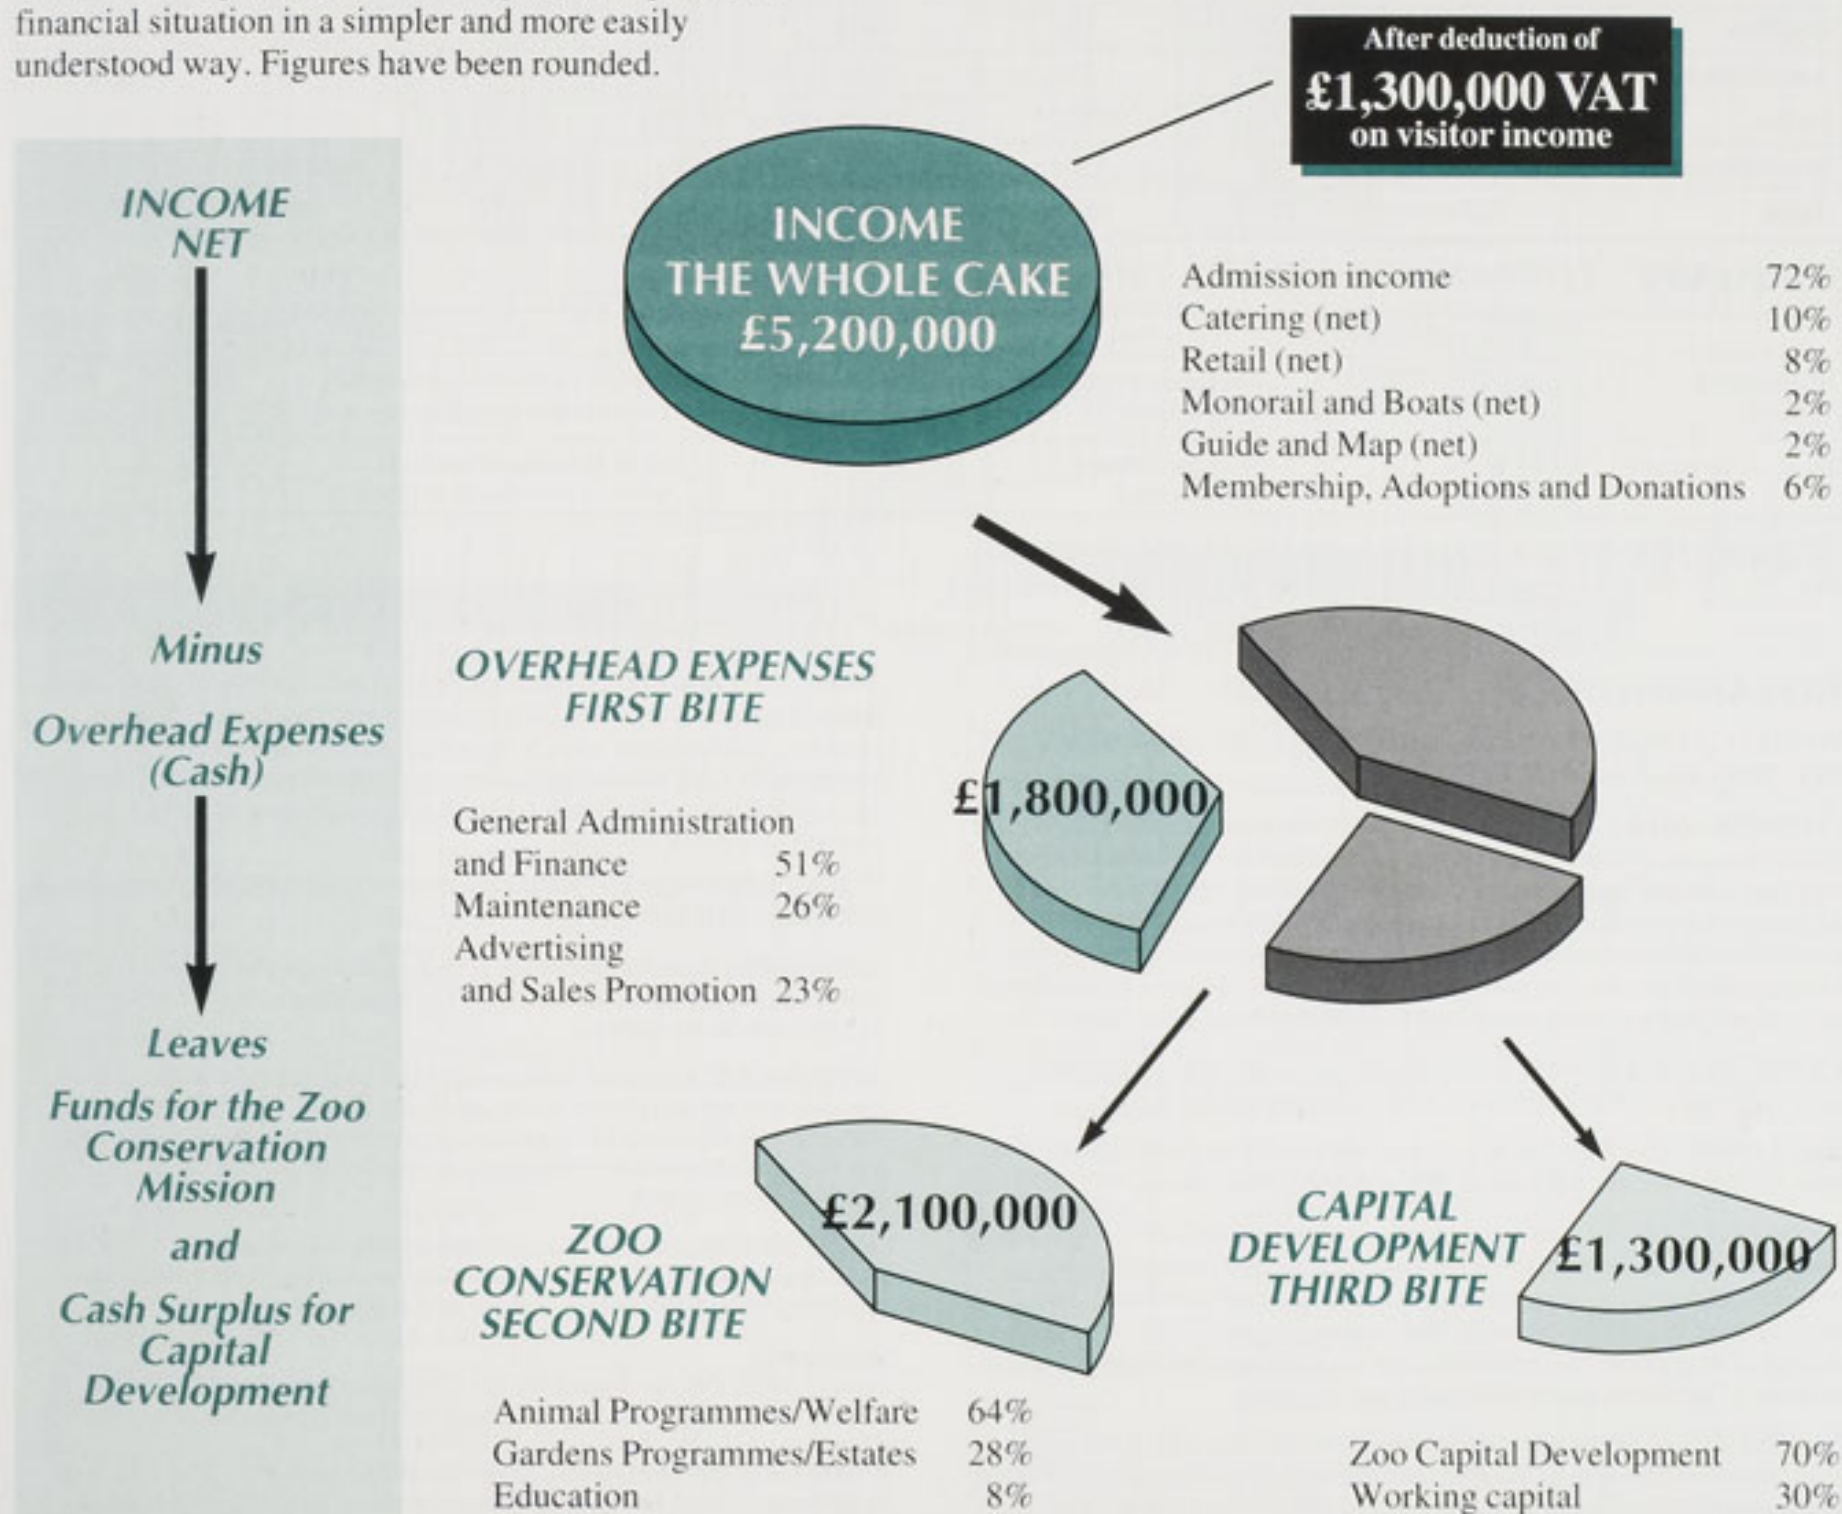 financial situation in a simpler and more easily
understood way. Figures have been rounded.
After deduction of
£1,300,000 VAT
on visitor income
INCOME
NET
INCOME
THE WHOLE CAKE
£5,200,000
Admission income 72%
Catering (net) 10%
Retail (net) 8%
Monorail and Boats (net) 2%
Guide and Map (net) 2%
Membership, Adoptions and Donations 6%
Minus
Overhead Expenses
(Cash)
OVERHEAD EXPENSES
FIRST BITE
General Administration
and Finance 51%
Maintenance 26%
Advertising
and Sales Promotion 23%
£1,800,000
Leaves
Funds for the Zoo
Conservation
Mission
and
Cash Surplus for
Capital
Development
ZOO
CONSERVATION
SECOND BITE
£2,100,000
Animal Programmes/Welfare 64%
Gardens Programmes/Estates 28%
Education 8%
CAPITAL
DEVELOPMENT
THIRD BITE
£1,300,000
Zoo Capital Development 70%
Working capital 30%